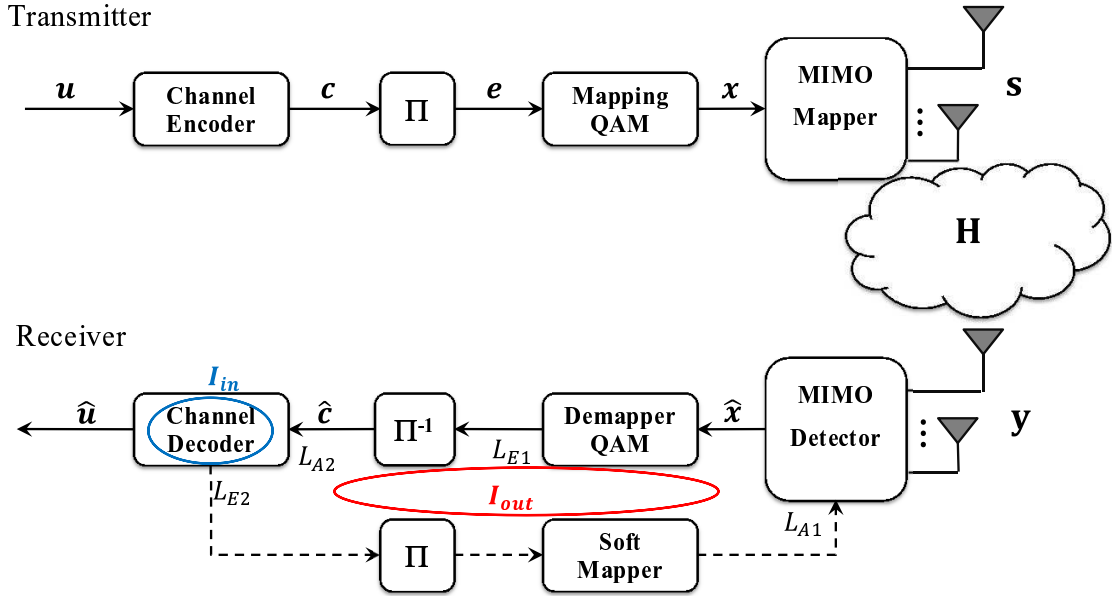 Transmitter
u
Channel
Encoder
c
Π
e
Mapping
QAM
x
MIMO
Mapper
⋮
s
H
Receiver
û
I_in
Channel
Decoder
ĉ
Π⁻¹
Demapper
QAM
x̂
MIMO
Detector
⋮
y
L_A2
L_E1
L_E2
I_out
L_A1
Π
Soft
Mapper